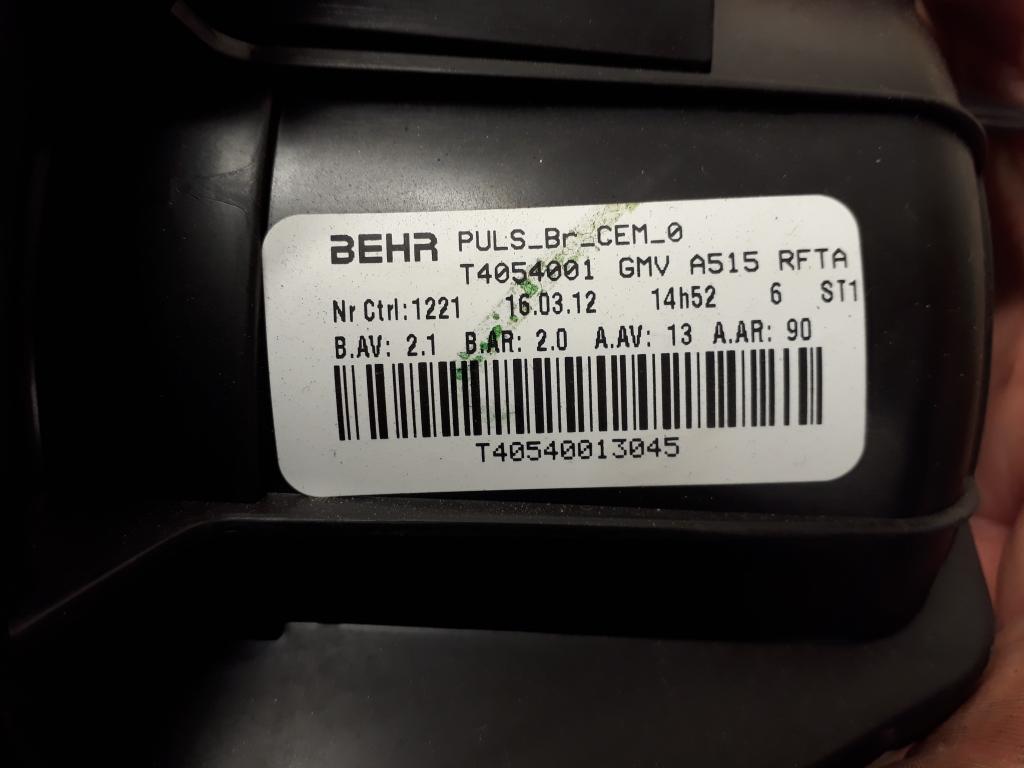 BEHR PULS_Br_CEM_0
T4054001 GMV A515 RFTA
Nr Ctrl:1221 16.03.12 14h52 6 ST1
B.AV: 2.1 B.AR: 2.0 A.AV: 13 A.AR: 90
T40540013045